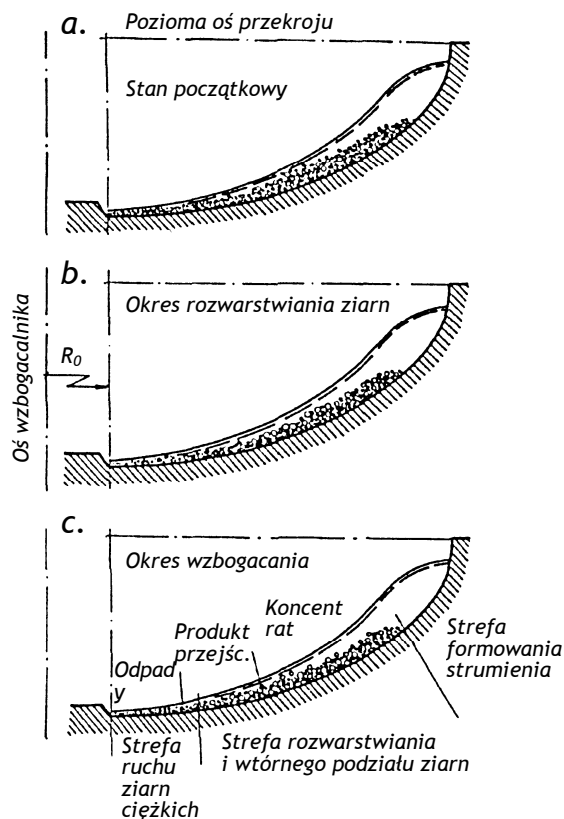 a.
Pozioma oś przekroju
Stan początkowy
b.
Okres rozwarstwiania ziarn
Oś wzbogacalnika
R0
c.
Okres wzbogacania
Koncent
rat
Produkt
przejśc.
Odpad
y
Strefa
formowania
strumienia
Strefa
ruchu
ziarn
ciężkich
Strefa rozwarstwiania
i wtórnego podziału ziarn